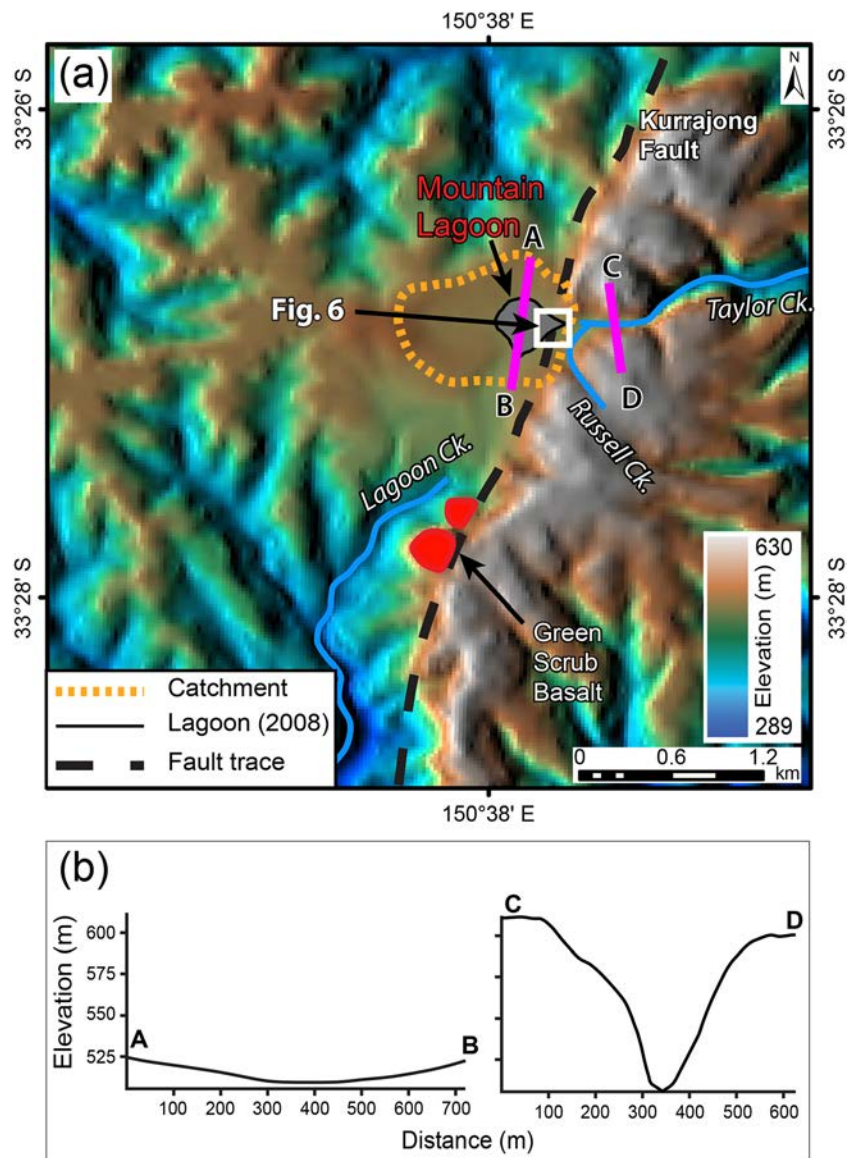 150°38' E
(a)
N
33°26' S
33°26' S
Kurrajong
Fault
Mountain
Lagoon
A
C
Fig. 6
Taylor Ck.
B
D
Russell Ck.
Lagoon Ck.
33°28' S
33°28' S
630
Elevation (m)
289
Green
Scrub
Basalt
Catchment
Lagoon (2008)
Fault trace
0 0.6 1.2
km
150°38' E
(b)
C
D
600
575
550
525
Elevation (m)
A
B
100 200 300 400 500 600 700
100 200 300 400 500 600
Distance (m)